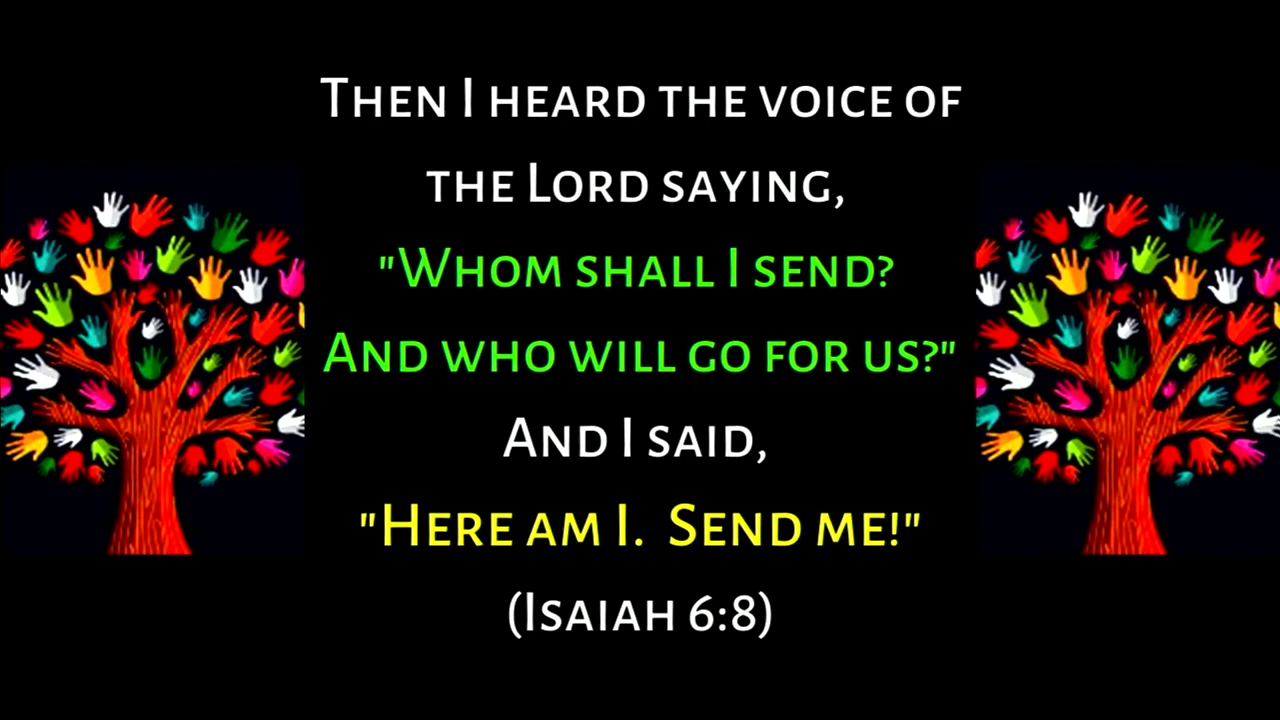 Then I heard the voice of
the Lord saying,
"Whom shall I send?
And who will go for us?"
And I said,
"Here am I.  Send me!"
(Isaiah 6:8)